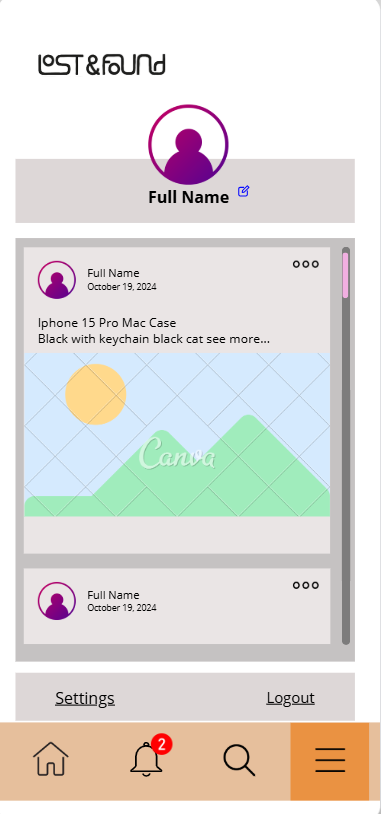 LOST&FOUND
Full Name
Full Name
October 19, 2024
Iphone 15 Pro Mac Case
Black with keychain black cat see more...
Canva
Full Name
October 19, 2024
Settings
Logout
2